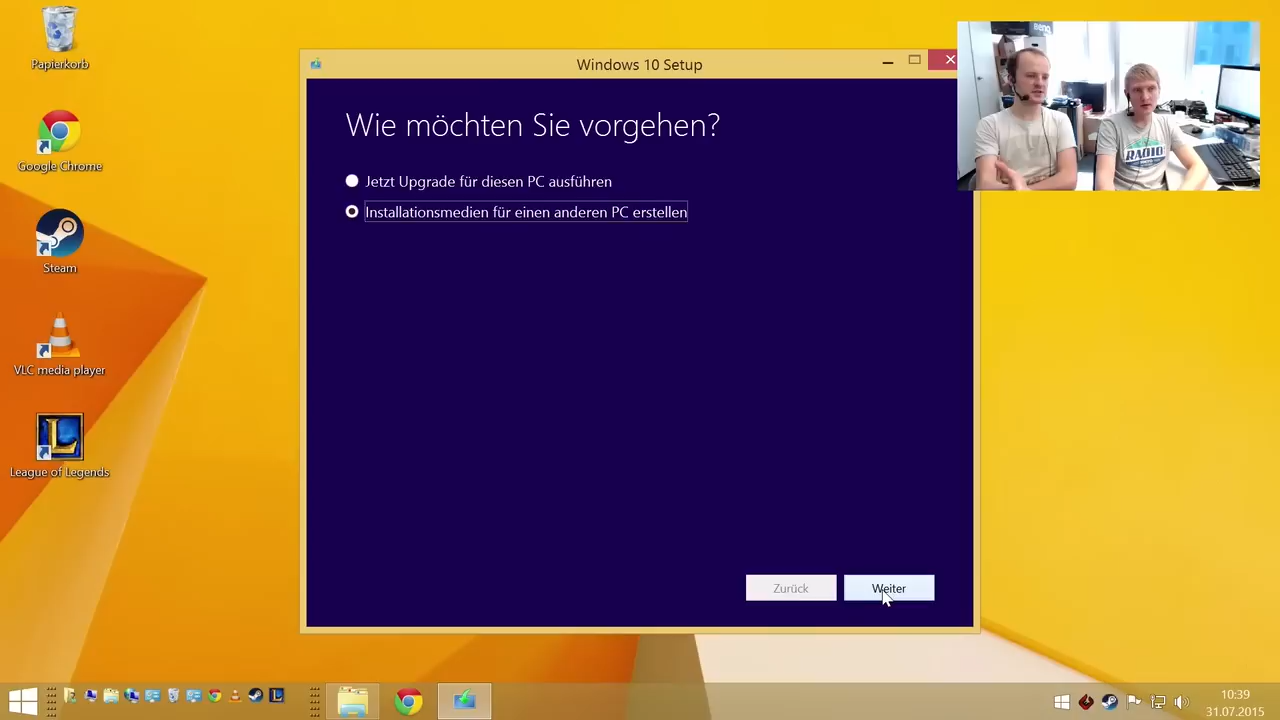 Papierkorb
Google Chrome
Steam
VLC media player
League of Legends
Windows 10 Setup
Wie möchten Sie vorgehen?
Jetzt Upgrade für diesen PC ausführen
Installationsmedien für einen anderen PC erstellen
Zurück
Weiter
BenQ
RADIO
10:39
31.07.2015